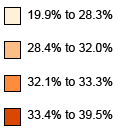 19.9% to 28.3%
28.4% to 32.0%
32.1% to 33.3%
33.4% to 39.5%